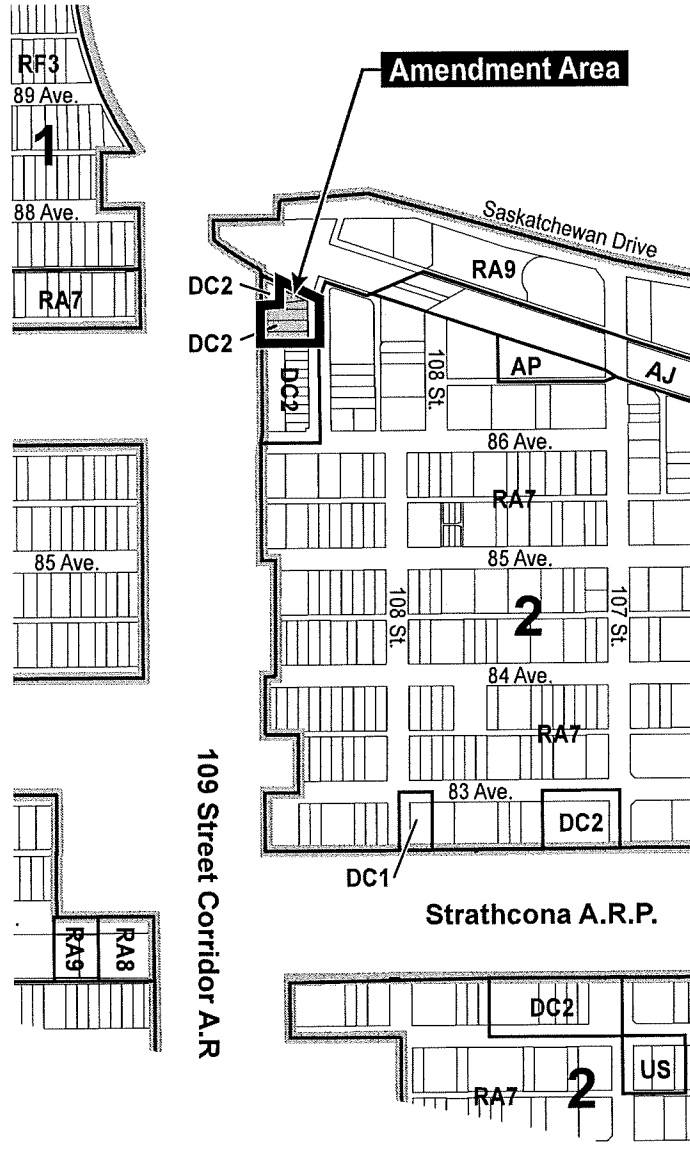 Amendment Area
RF3
89 Ave.
1
88 Ave.
RA7
Saskatchewan Drive
RA9
DC2
DC2
DC2
108 St.
AP
AJ
86 Ave.
RA7
85 Ave.
85 Ave.
108 St.
2
107 St.
84 Ave.
RA7
83 Ave.
DC2
DC1
109 Street Corridor A.R
Strathcona A.R.P.
RA9
RA8
DC2
US
RA7
2